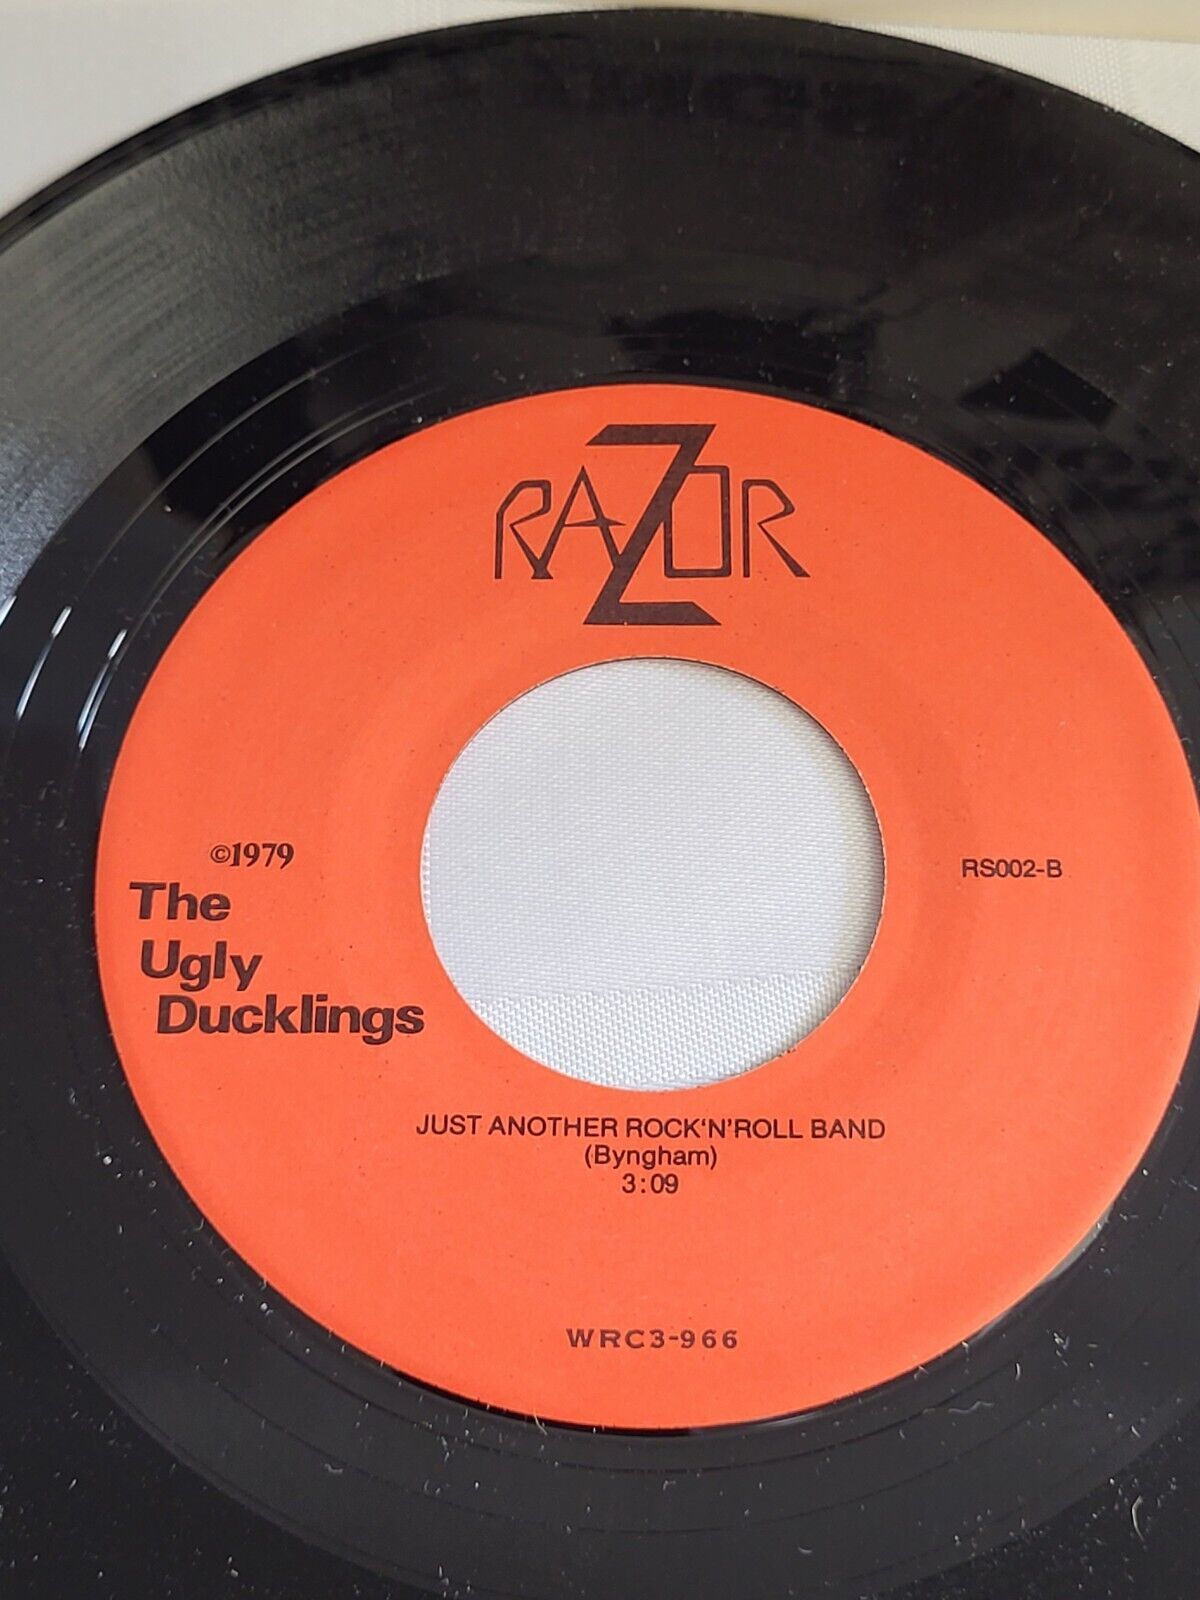 RAZOR
©1979
The
Ugly
Ducklings
RS002-B
JUST ANOTHER ROCK'N'ROLL BAND
(Byngham)
3:09
WRC3-966